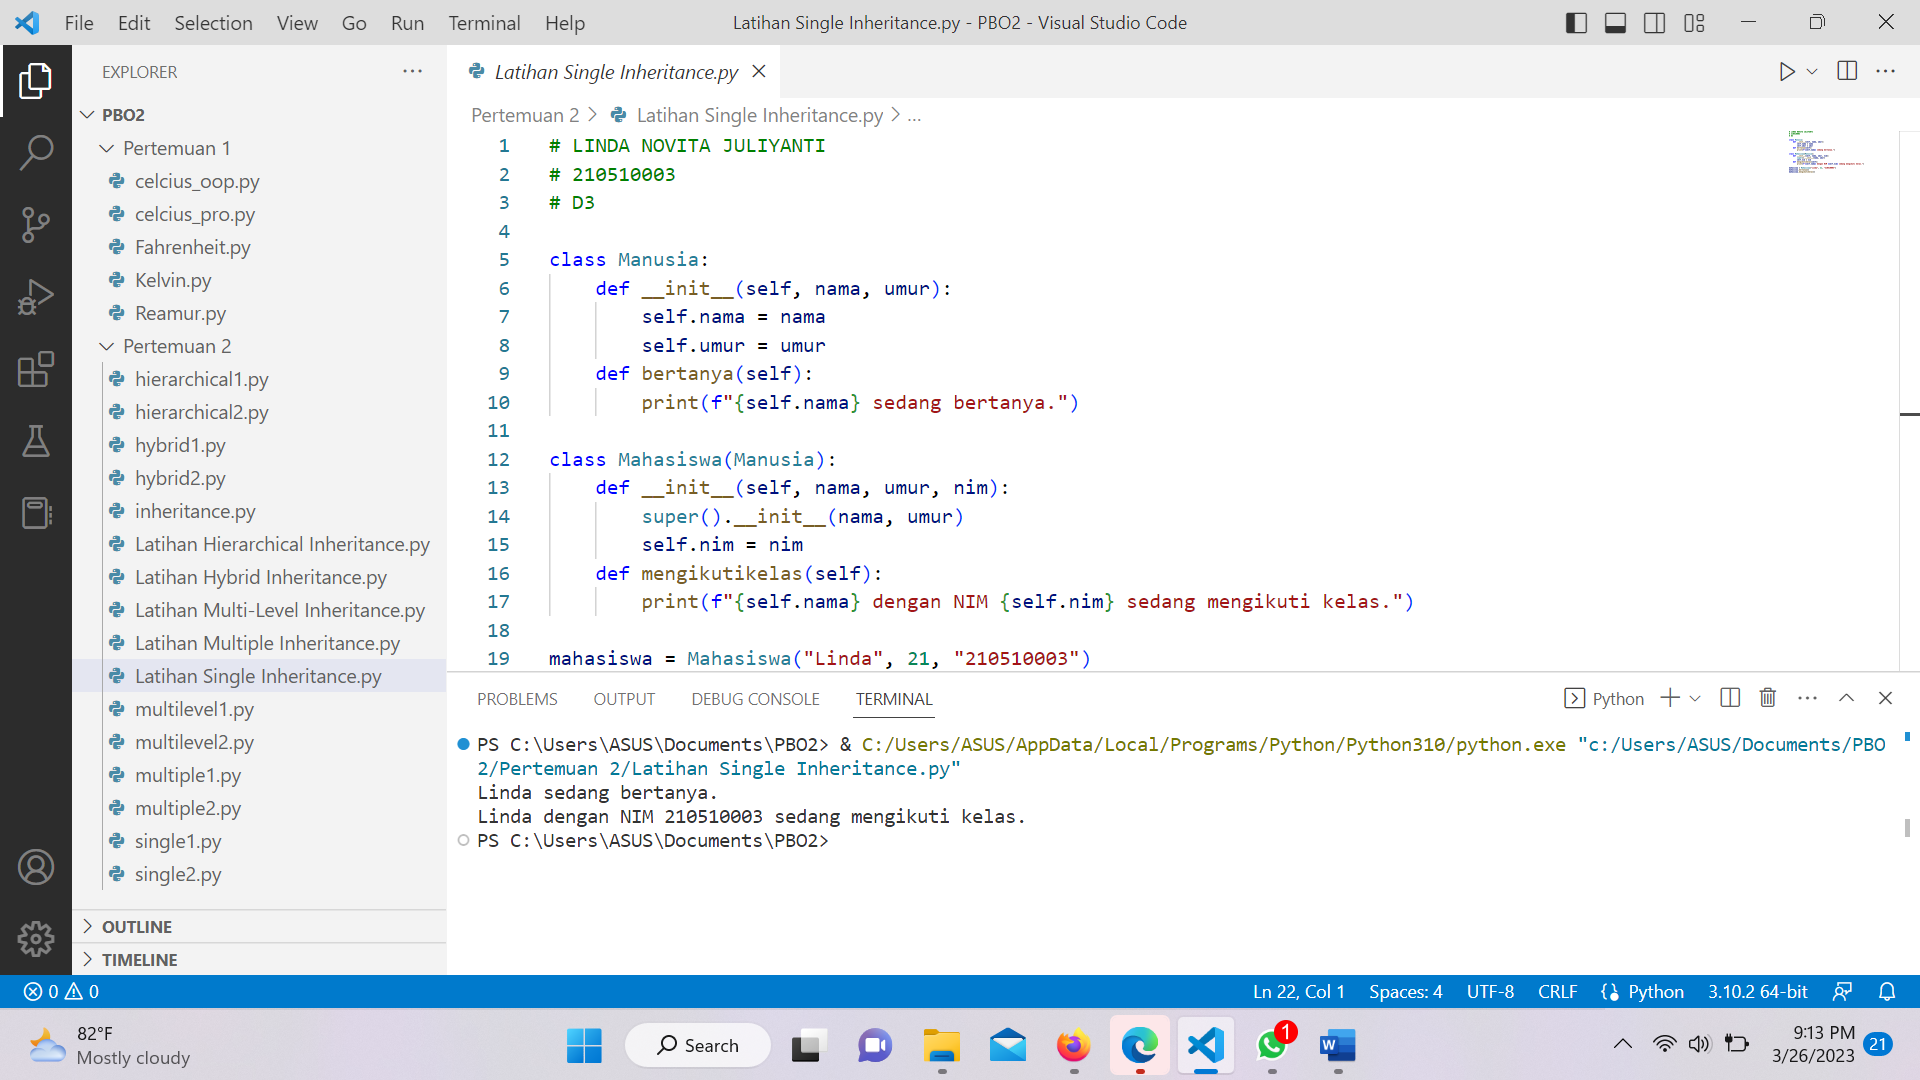 File Edit Selection View Go Run Terminal Help
Latihan Single Inheritance.py - PBO2 - Visual Studio Code
EXPLORER
PBO2
Pertemuan 1
celcius_oop.py
celcius_pro.py
Fahrenheit.py
Kelvin.py
Reamur.py
Pertemuan 2
hierarchical1.py
hierarchical2.py
hybrid1.py
hybrid2.py
inheritance.py
Latihan Hierarchical Inheritance.py
Latihan Hybrid Inheritance.py
Latihan Multi-Level Inheritance.py
Latihan Multiple Inheritance.py
Latihan Single Inheritance.py
multilevel1.py
multilevel2.py
multiple1.py
multiple2.py
single1.py
single2.py
OUTLINE
TIMELINE
Latihan Single Inheritance.py
Pertemuan 2 > Latihan Single Inheritance.py > ...
1 # LINDA NOVITA JULIYANTI
2 # 210510003
3 # D3
4
5 class Manusia:
6     def __init__(self, nama, umur):
7         self.nama = nama
8         self.umur = umur
9     def bertanya(self):
10         print(f"{self.nama} sedang bertanya.")
11
12 class Mahasiswa(Manusia):
13     def __init__(self, nama, umur, nim):
14         super().__init__(nama, umur)
15         self.nim = nim
16     def mengikutikelas(self):
17         print(f"{self.nama} dengan NIM {self.nim} sedang mengikuti kelas.")
18
19 mahasiswa = Mahasiswa("Linda", 21, "210510003")
PROBLEMS OUTPUT DEBUG CONSOLE TERMINAL
Python
PS C:\Users\ASUS\Documents\PBO2> & C:/Users/ASUS/AppData/Local/Programs/Python/Python310/python.exe "c:/Users/ASUS/Documents/PBO
2/Pertemuan 2/Latihan Single Inheritance.py"
Linda sedang bertanya.
Linda dengan NIM 210510003 sedang mengikuti kelas.
PS C:\Users\ASUS\Documents\PBO2>
0 0
Ln 22, Col 1 Spaces: 4 UTF-8 CRLF Python 3.10.2 64-bit
82°F
Mostly cloudy
Search
1
9:13 PM
3/26/2023
21